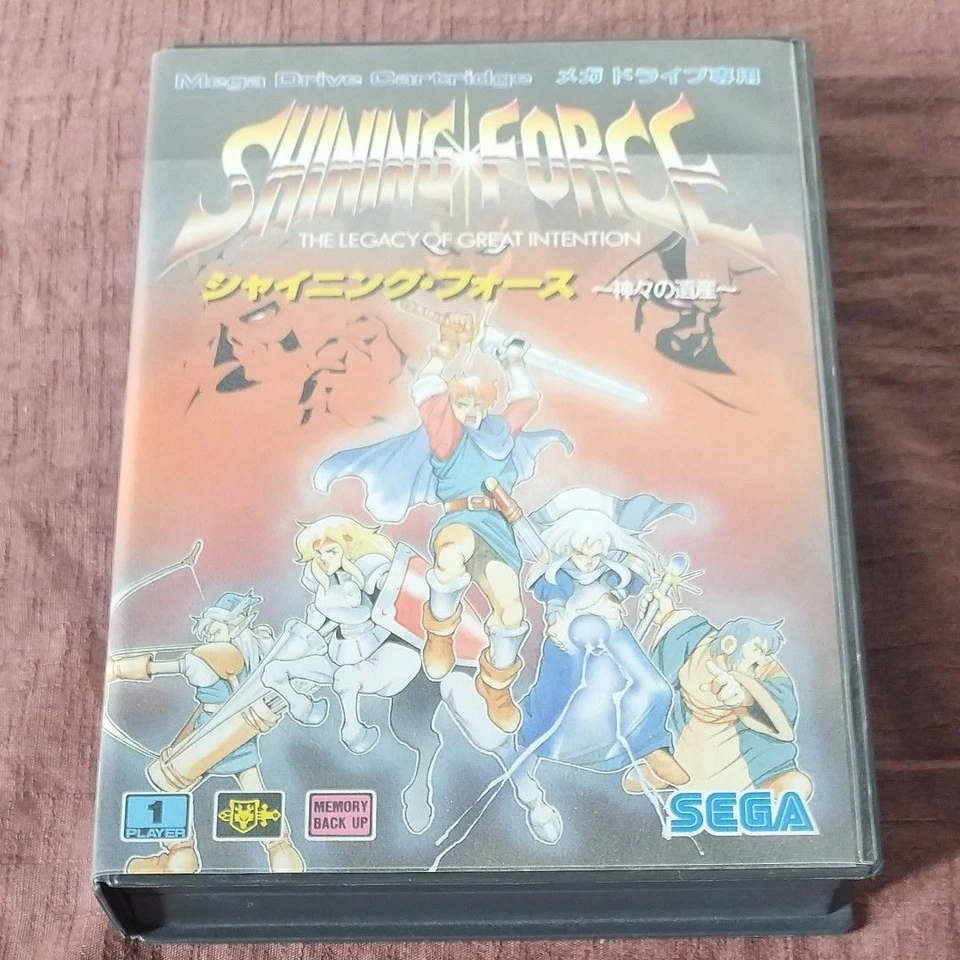 Mega Drive Cartridge メガドライブ専用
SHINING FORCE
THE LEGACY OF GREAT INTENTION
シャイニング・フォース ～神々の遺産～
1
PLAYER
MEMORY
BACK UP
SEGA